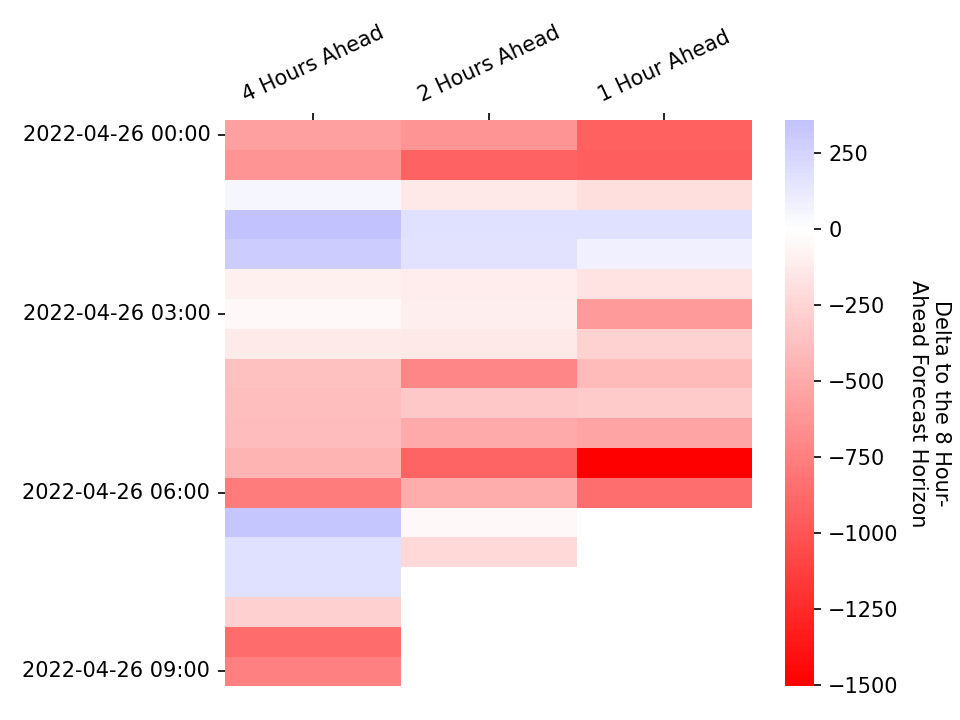 4 Hours Ahead
2 Hours Ahead
1 Hour Ahead
2022-04-26 00:00
2022-04-26 03:00
2022-04-26 06:00
2022-04-26 09:00
250
0
−250
−500
−750
−1000
−1250
−1500
Delta to the 8 Hour-
Ahead Forecast Horizon